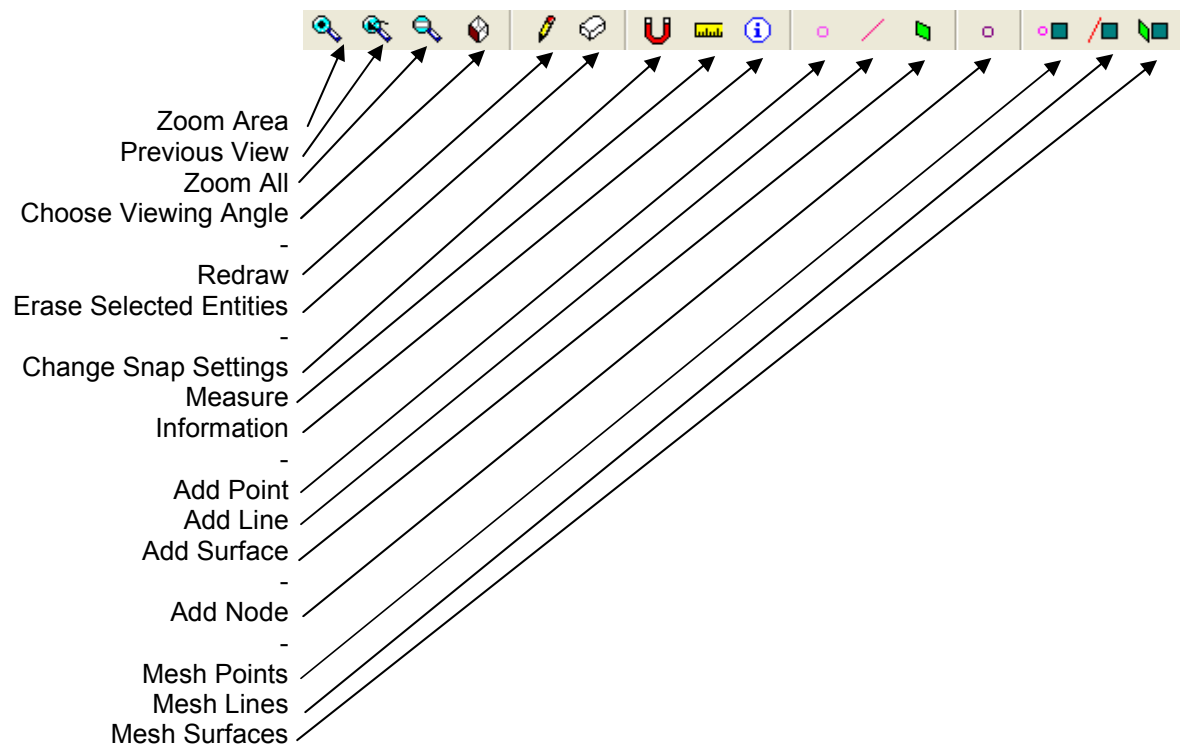 Zoom Area
Previous View
Zoom All
Choose Viewing Angle
-
Redraw
Erase Selected Entities
-
Change Snap Settings
Measure
Information
-
Add Point
Add Line
Add Surface
-
Add Node
-
Mesh Points
Mesh Lines
Mesh Surfaces